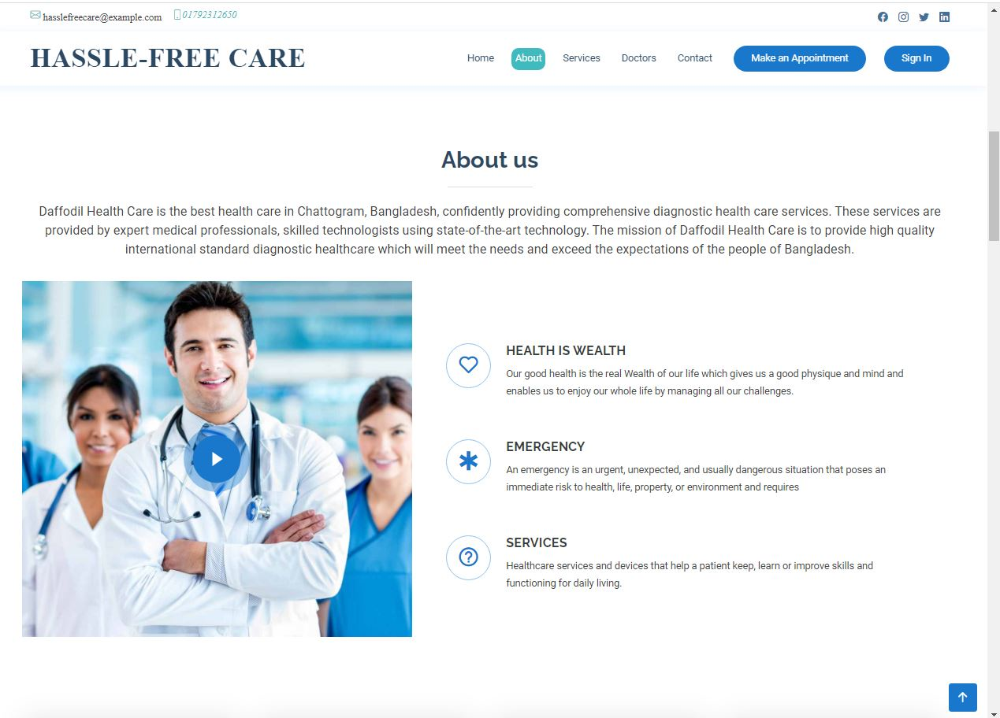 hasslefreecare@example.com 01792312650
HASSLE-FREE CARE
Home About Services Doctors Contact Make an Appointment Sign In
About us
Daffodil Health Care is the best health care in Chattogram, Bangladesh, confidently providing comprehensive diagnostic health care services. These services are
provided by expert medical professionals, skilled technologists using state-of-the-art technology. The mission of Daffodil Health Care is to provide high quality
international standard diagnostic healthcare which will meet the needs and exceed the expectations of the people of Bangladesh.
HEALTH IS WEALTH
Our good health is the real Wealth of our life which gives us a good physique and mind and
enables us to enjoy our whole life by managing all our challenges.
EMERGENCY
An emergency is an urgent, unexpected, and usually dangerous situation that poses an
immediate risk to health, life, property, or environment and requires
SERVICES
Healthcare services and devices that help a patient keep, learn or improve skills and
functioning for daily living.